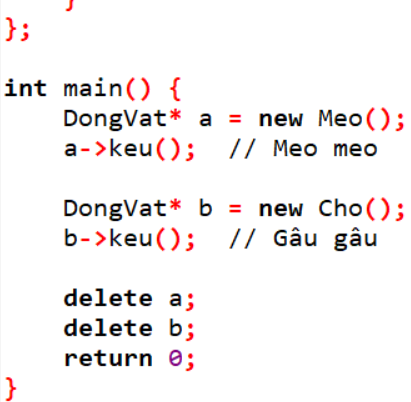 }
};
int main() {
DongVat* a = new Meo();
a->keu(); // Meo meo
DongVat* b = new Cho();
b->keu(); // Gâu gâu
delete a;
delete b;
return 0;
}